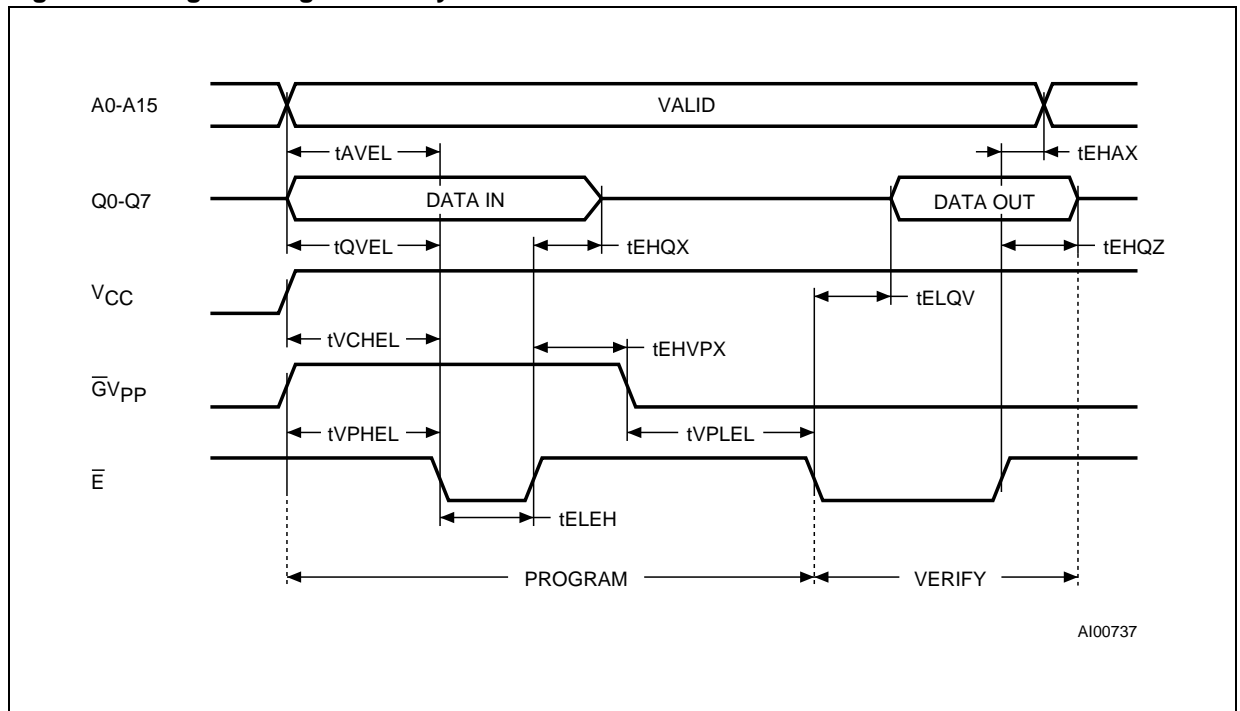 A0-A15
VALID
tAVEL
tEHAX
Q0-Q7
DATA IN
DATA OUT
tQVEL
tEHQX
tEHQZ
VCC
tELQV
tVCHEL
tEHVPX
G̅VPP
tVPHEL
tVPLEL
E̅
tELEH
PROGRAM
VERIFY
AI00737